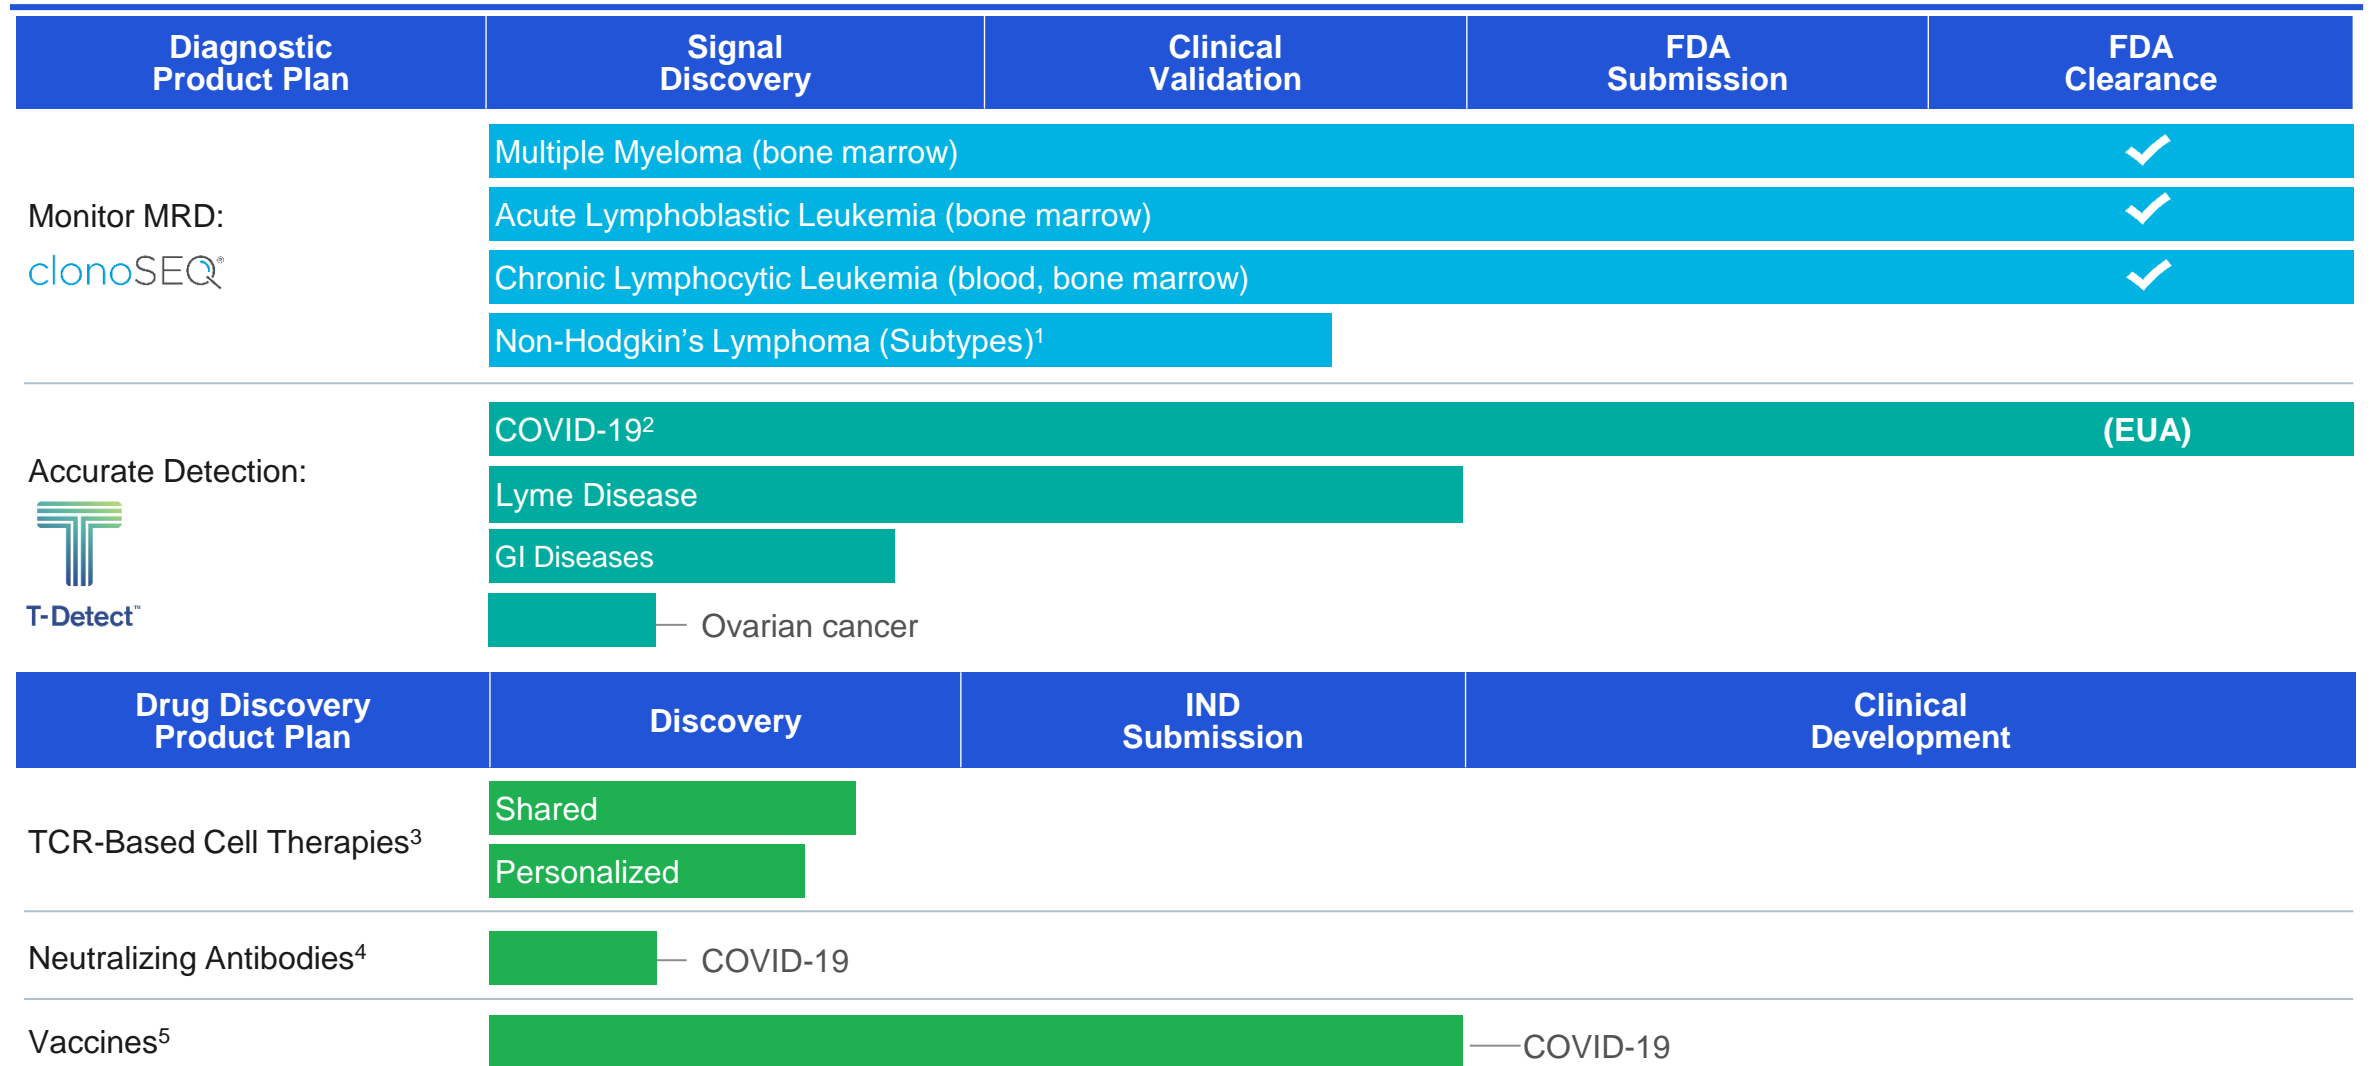 Diagnostic
Product Plan
Signal
Discovery
Clinical
Validation
FDA
Submission
FDA
Clearance
Monitor MRD:
clonoSEQ®
Multiple Myeloma (bone marrow)
Acute Lymphoblastic Leukemia (bone marrow)
Chronic Lymphocytic Leukemia (blood, bone marrow)
Non-Hodgkin’s Lymphoma (Subtypes)1
Accurate Detection:
T-Detect™
COVID-192
(EUA)
Lyme Disease
GI Diseases
Ovarian cancer
Drug Discovery
Product Plan
Discovery
IND
Submission
Clinical
Development
TCR-Based Cell Therapies3
Shared
Personalized
Neutralizing Antibodies4
COVID-19
Vaccines5
COVID-19